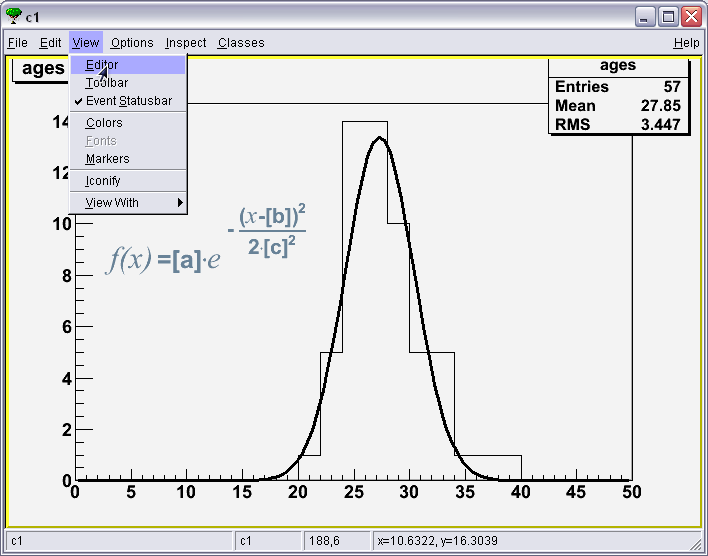 c1
File Edit View Options Inspect Classes Help
Editor
Toolbar
Event Statusbar
Colors
Fonts
Markers
Iconify
View With
ages
ages
Entries 57
Mean 27.85
RMS 3.447
f(x) =[a]·e
-(x-[b])²
2·[c]²
14
12
10
8
6
4
2
0
0 5 10 15 20 25 30 35 40 45 50
c1 c1 188,6 x=10.6322, y=16.3039